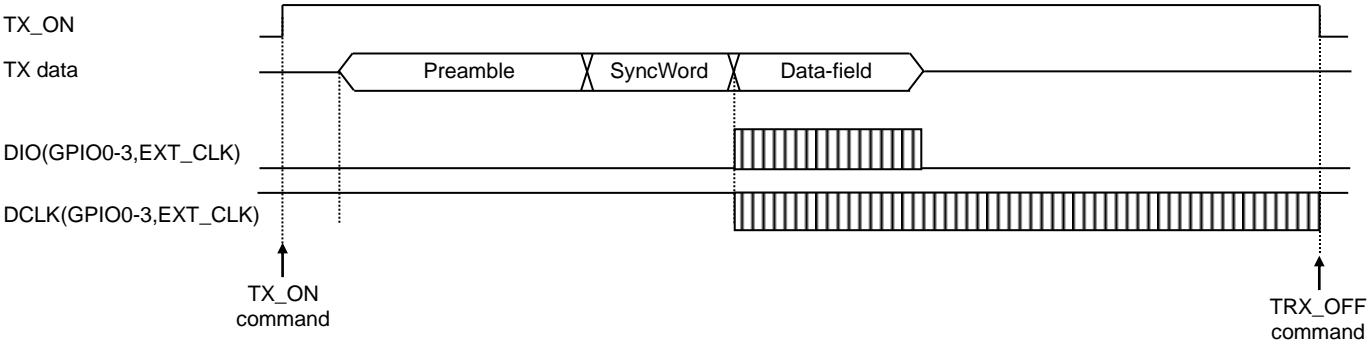 TX_ON
TX data
Preamble
SyncWord
Data-field
DIO(GPIO0-3,EXT_CLK)
DCLK(GPIO0-3,EXT_CLK)
TX_ON
command
TRX_OFF
command